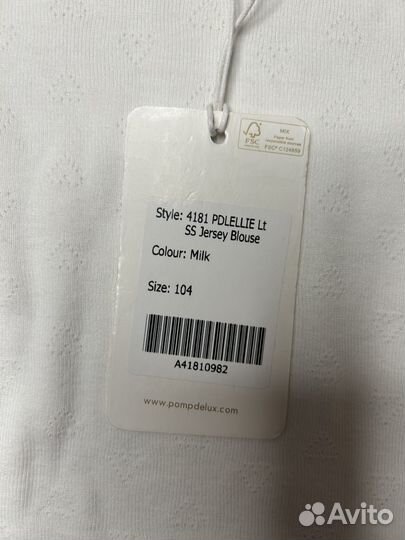 FSC
MIX
Paper from
responsible sources
FSC® C124859
Style: 4181 PDLELLIE Lt
SS Jersey Blouse
Colour: Milk
Size: 104
A41810982
www.pompdelux.com
Avito